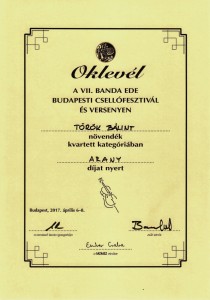 Oklevél
A VII. BANDA EDE
BUDAPESTI CSELLÓFESZTIVÁL
ÉS VERSENYEN
TÖRÖK BÁLINT
növendék
kvartett kategóriában
ARANY
díjat nyert
Budapest, 2017. április 6-8.